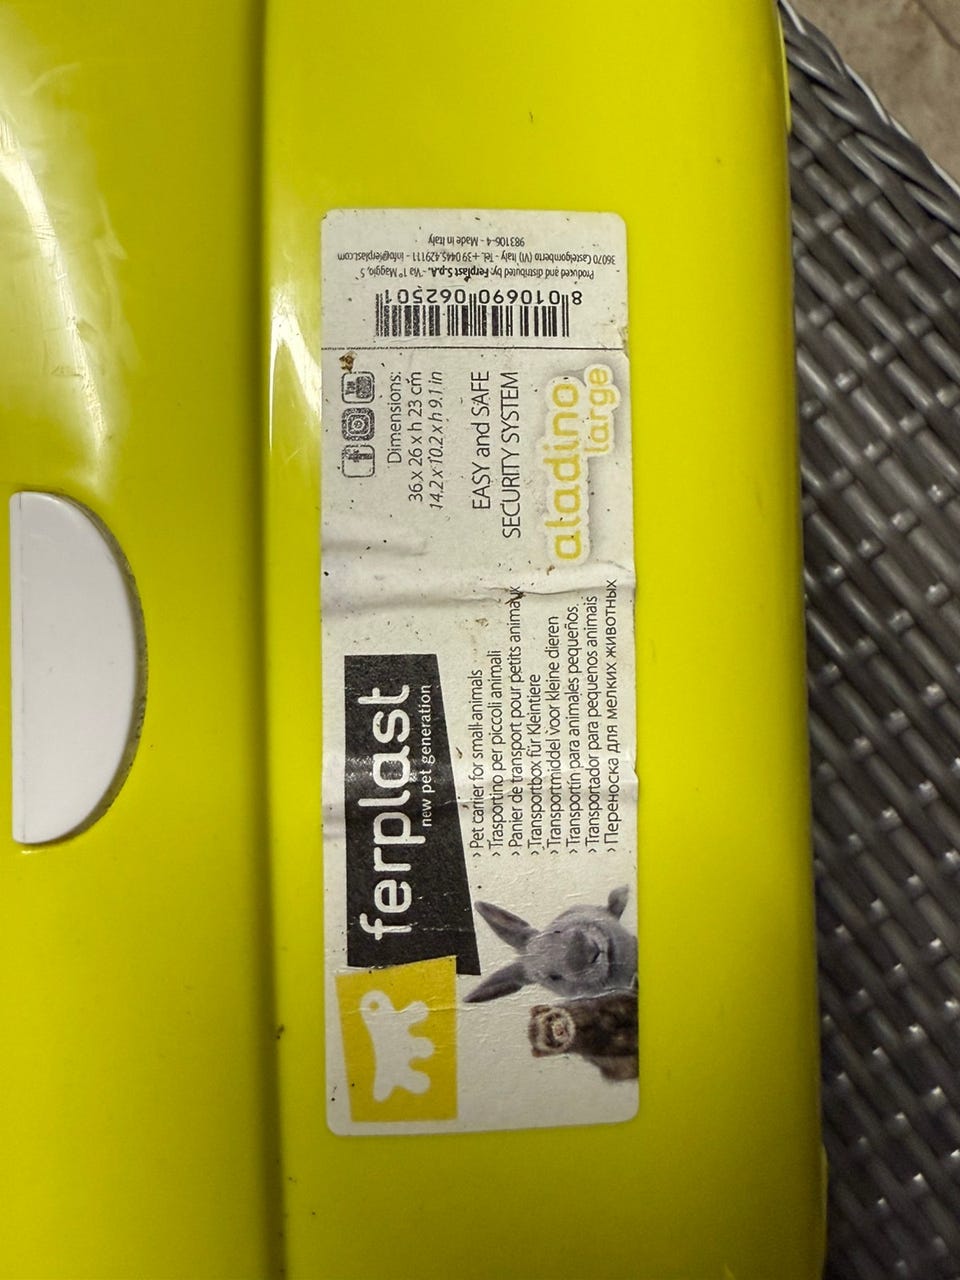 ferplast
new pet generation
› Pet carrier for small animals
› Trasportino per piccoli animali
› Panier de transport pour petits animaux
› Transportbox für Kleintiere
› Transportmiddel voor kleine dieren
› Transportín para animales pequeños.
› Transportador para pequenos animais
› Переноска для мелких животных
f
You
Dimensions:
36 x 26 x h 23 cm
14.2 x 10.2 x h 9.1 in
EASY and SAFE
SECURITY SYSTEM
aladino
large
8 010690 062501
Produced and distributed by: Ferplast S.p.A. - Via 1° Maggio, 5
36070 Castelgomberto (VI) Italy - Tel. +39 0445.429111 - info@ferplast.com
983106-4 - Made in Italy